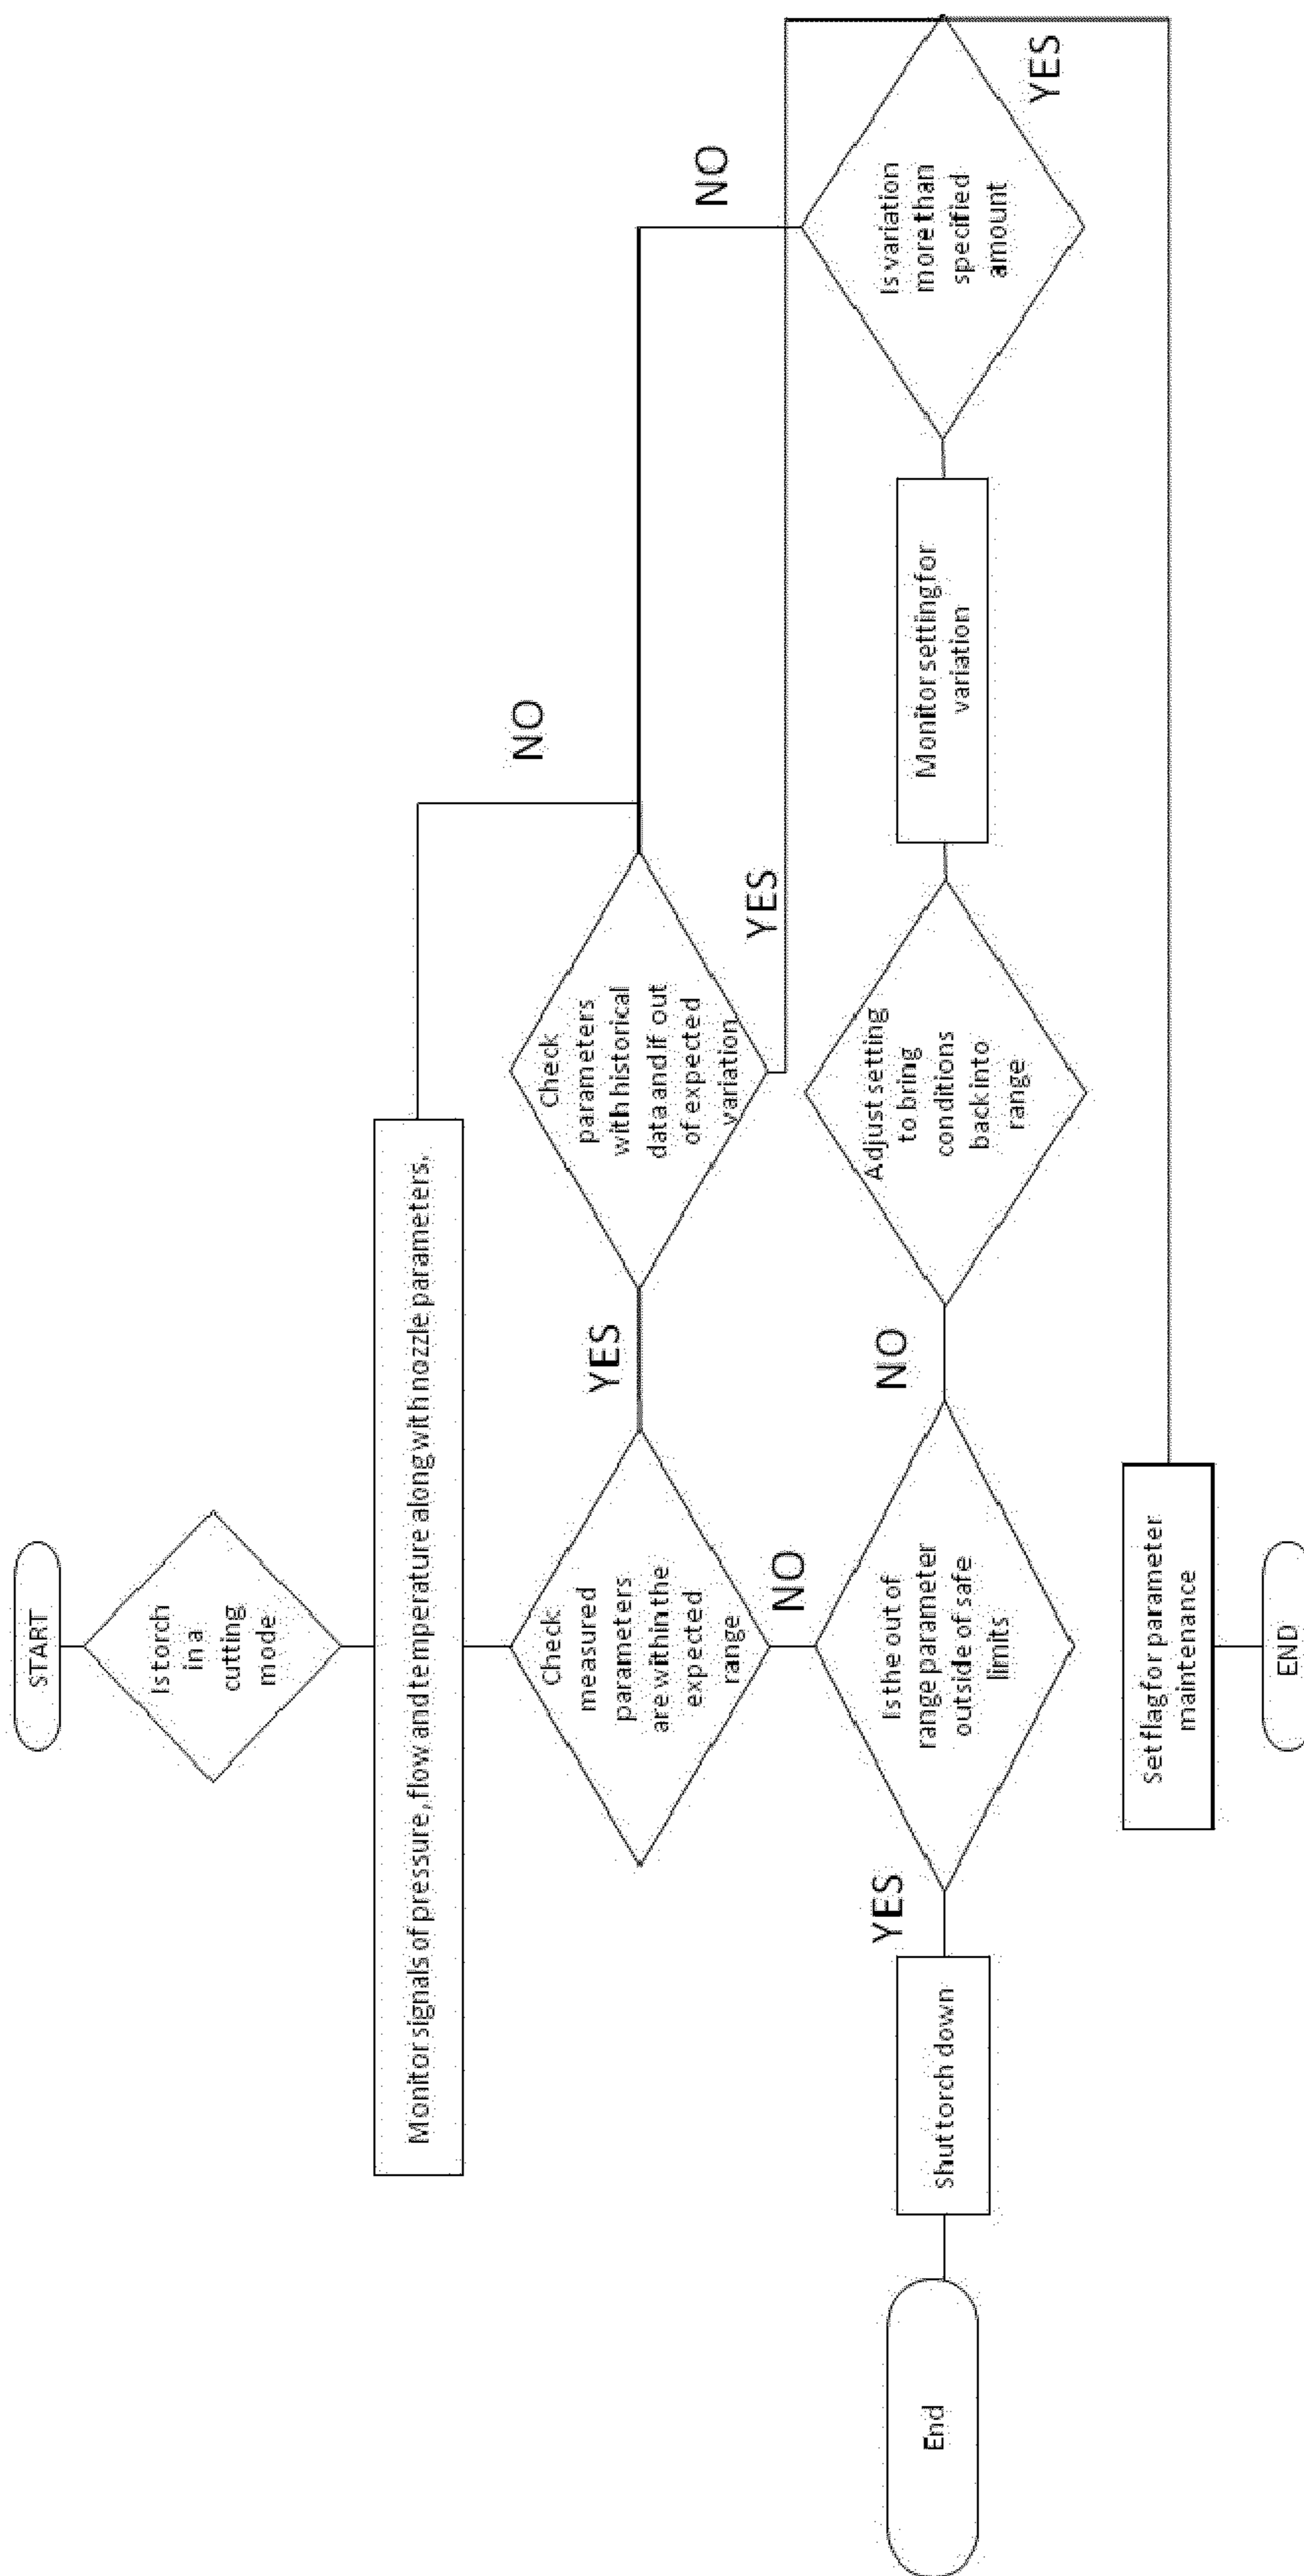 START
Is torch
in a
cutting
mode
Monitor signals of pressure, flow and temperature along with nozzle parameters,
Check
measured
parameters
are within the
expected
range
YES
Check
parameters
with historical
data and if out
of expected
variation
NO
YES
NO
NO
Is the out of
range parameter
outside of safe
limits
YES
Shut torch down
End
NO
Adjust setting
to bring
conditions
back into
range
Monitor setting for
variation
Is variation
more than
specified
amount
YES
Set flag for parameter
maintenance
END